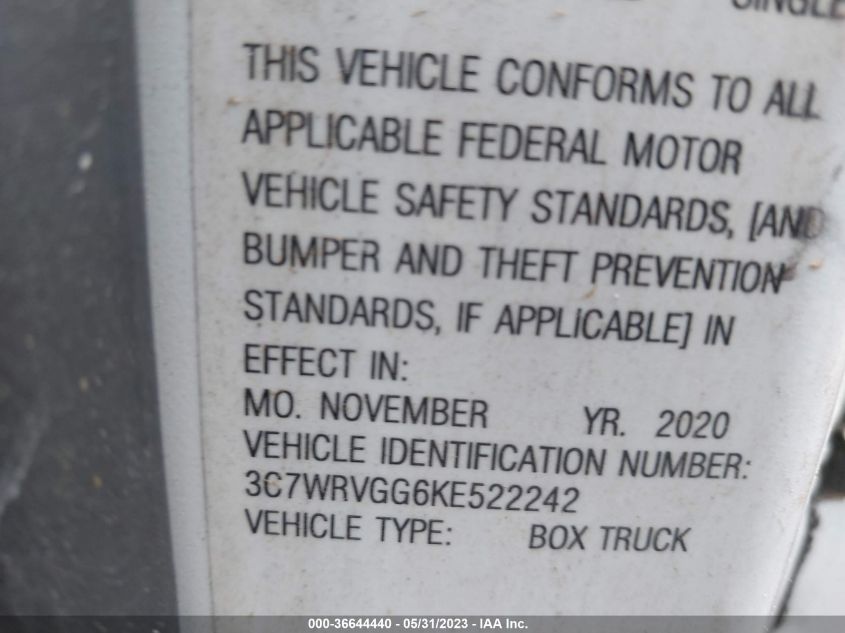 SINGLE
THIS VEHICLE CONFORMS TO ALL
APPLICABLE FEDERAL MOTOR
VEHICLE SAFETY STANDARDS, [AND
BUMPER AND THEFT PREVENTION
STANDARDS, IF APPLICABLE] IN
EFFECT IN:
MO. NOVEMBER YR. 2020
VEHICLE IDENTIFICATION NUMBER:
3C7WRVGG6KE522242
VEHICLE TYPE: BOX TRUCK
000-36644440 - 05/31/2023 - IAA Inc.